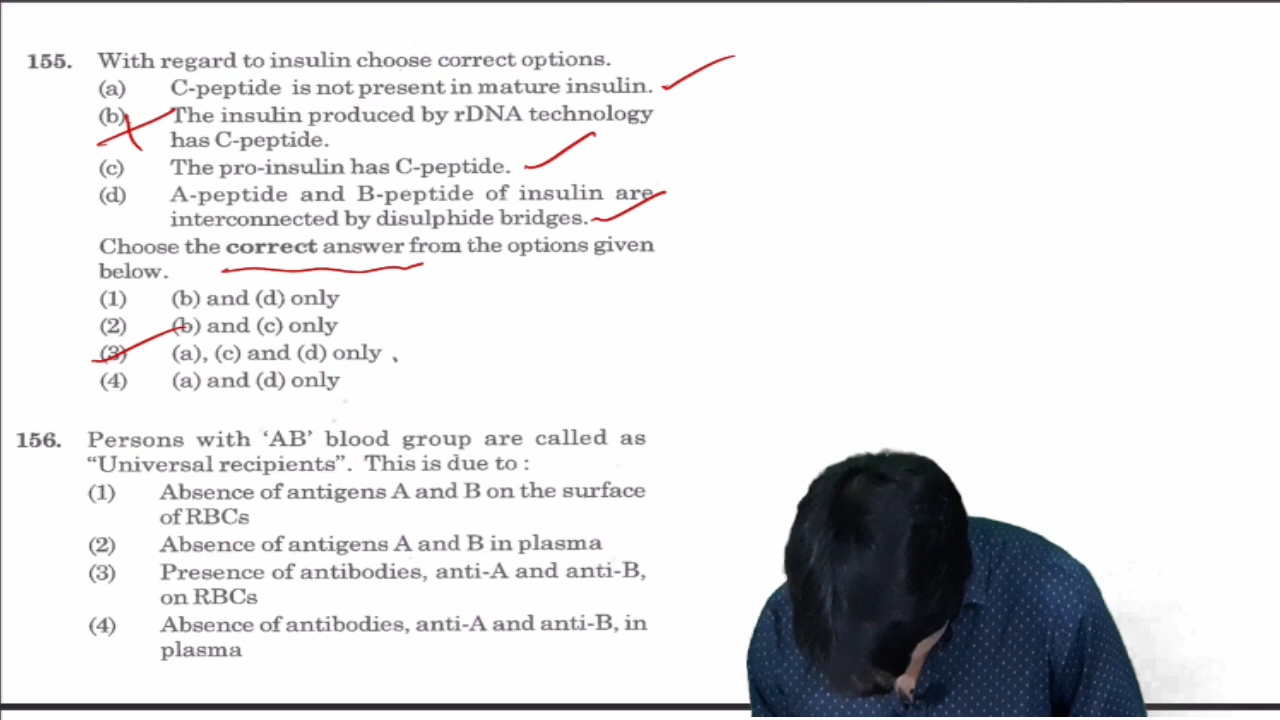 155. With regard to insulin choose correct options.
(a) C-peptide is not present in mature insulin.
(b) The insulin produced by rDNA technology
has C-peptide.
(c) The pro-insulin has C-peptide.
(d) A-peptide and B-peptide of insulin are
interconnected by disulphide bridges.
Choose the correct answer from the options given
below.
(1) (b) and (d) only
(2) (b) and (c) only
(3) (a), (c) and (d) only
(4) (a) and (d) only
156. Persons with ‘AB’ blood group are called as
“Universal recipients”. This is due to :
(1) Absence of antigens A and B on the surface
of RBCs
(2) Absence of antigens A and B in plasma
(3) Presence of antibodies, anti-A and anti-B,
on RBCs
(4) Absence of antibodies, anti-A and anti-B, in
plasma